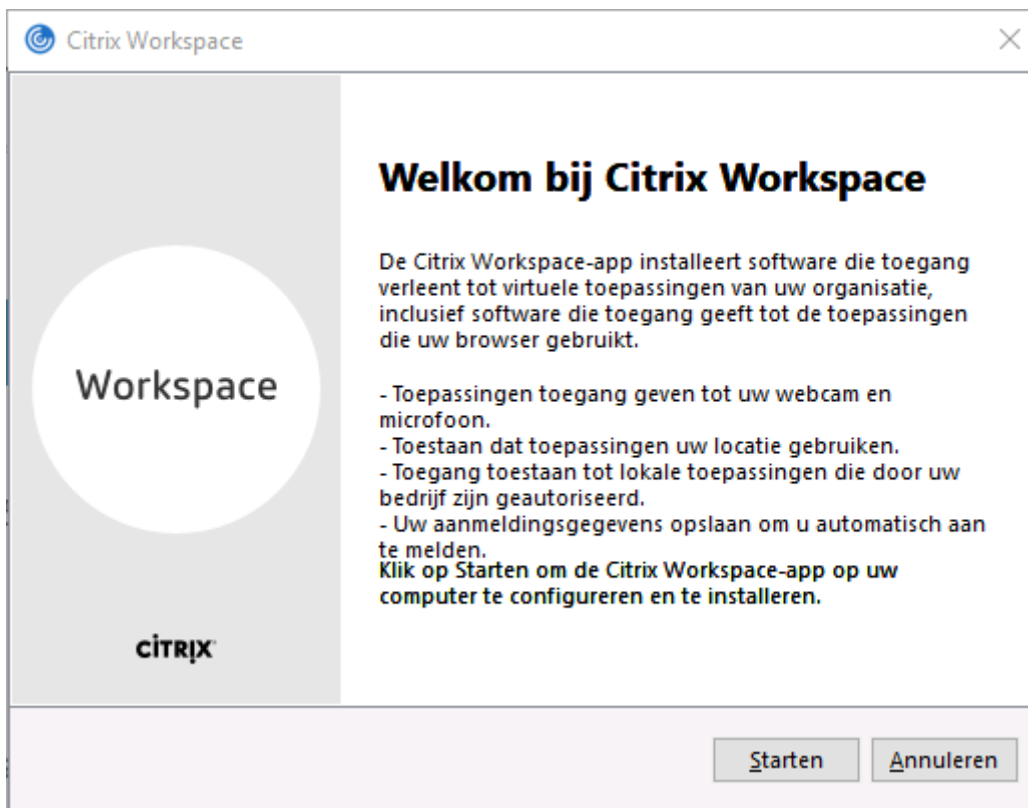 Citrix Workspace
Welkom bij Citrix Workspace
De Citrix Workspace-app installeert software die toegang
verleent tot virtuele toepassingen van uw organisatie,
inclusief software die toegang geeft tot de toepassingen
die uw browser gebruikt.
- Toepassingen toegang geven tot uw webcam en
microfoon.
- Toestaan dat toepassingen uw locatie gebruiken.
- Toegang toestaan tot lokale toepassingen die door uw
bedrijf zijn geautoriseerd.
- Uw aanmeldingsgegevens opslaan om u automatisch aan
te melden.
Klik op Starten om de Citrix Workspace-app op uw
computer te configureren en te installeren.
Workspace
citrix
Starten
Annuleren